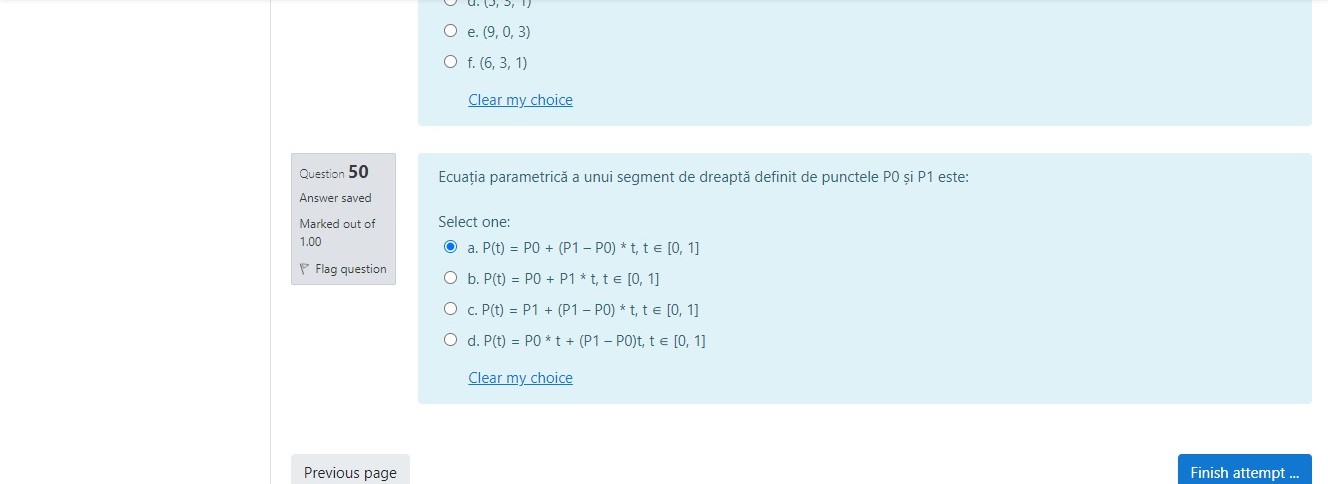 e. (9, 0, 3)
f. (6, 3, 1)
Clear my choice
Question 50
Answer saved
Marked out of
1.00
Flag question
Ecuația parametrică a unui segment de dreaptă definit de punctele P0 și P1 este:
Select one:
a. P(t) = P0 + (P1 – P0) * t, t ∈ [0, 1]
b. P(t) = P0 + P1 * t, t ∈ [0, 1]
c. P(t) = P1 + (P1 – P0) * t, t ∈ [0, 1]
d. P(t) = P0 * t + (P1 – P0)t, t ∈ [0, 1]
Clear my choice
Previous page
Finish attempt ...